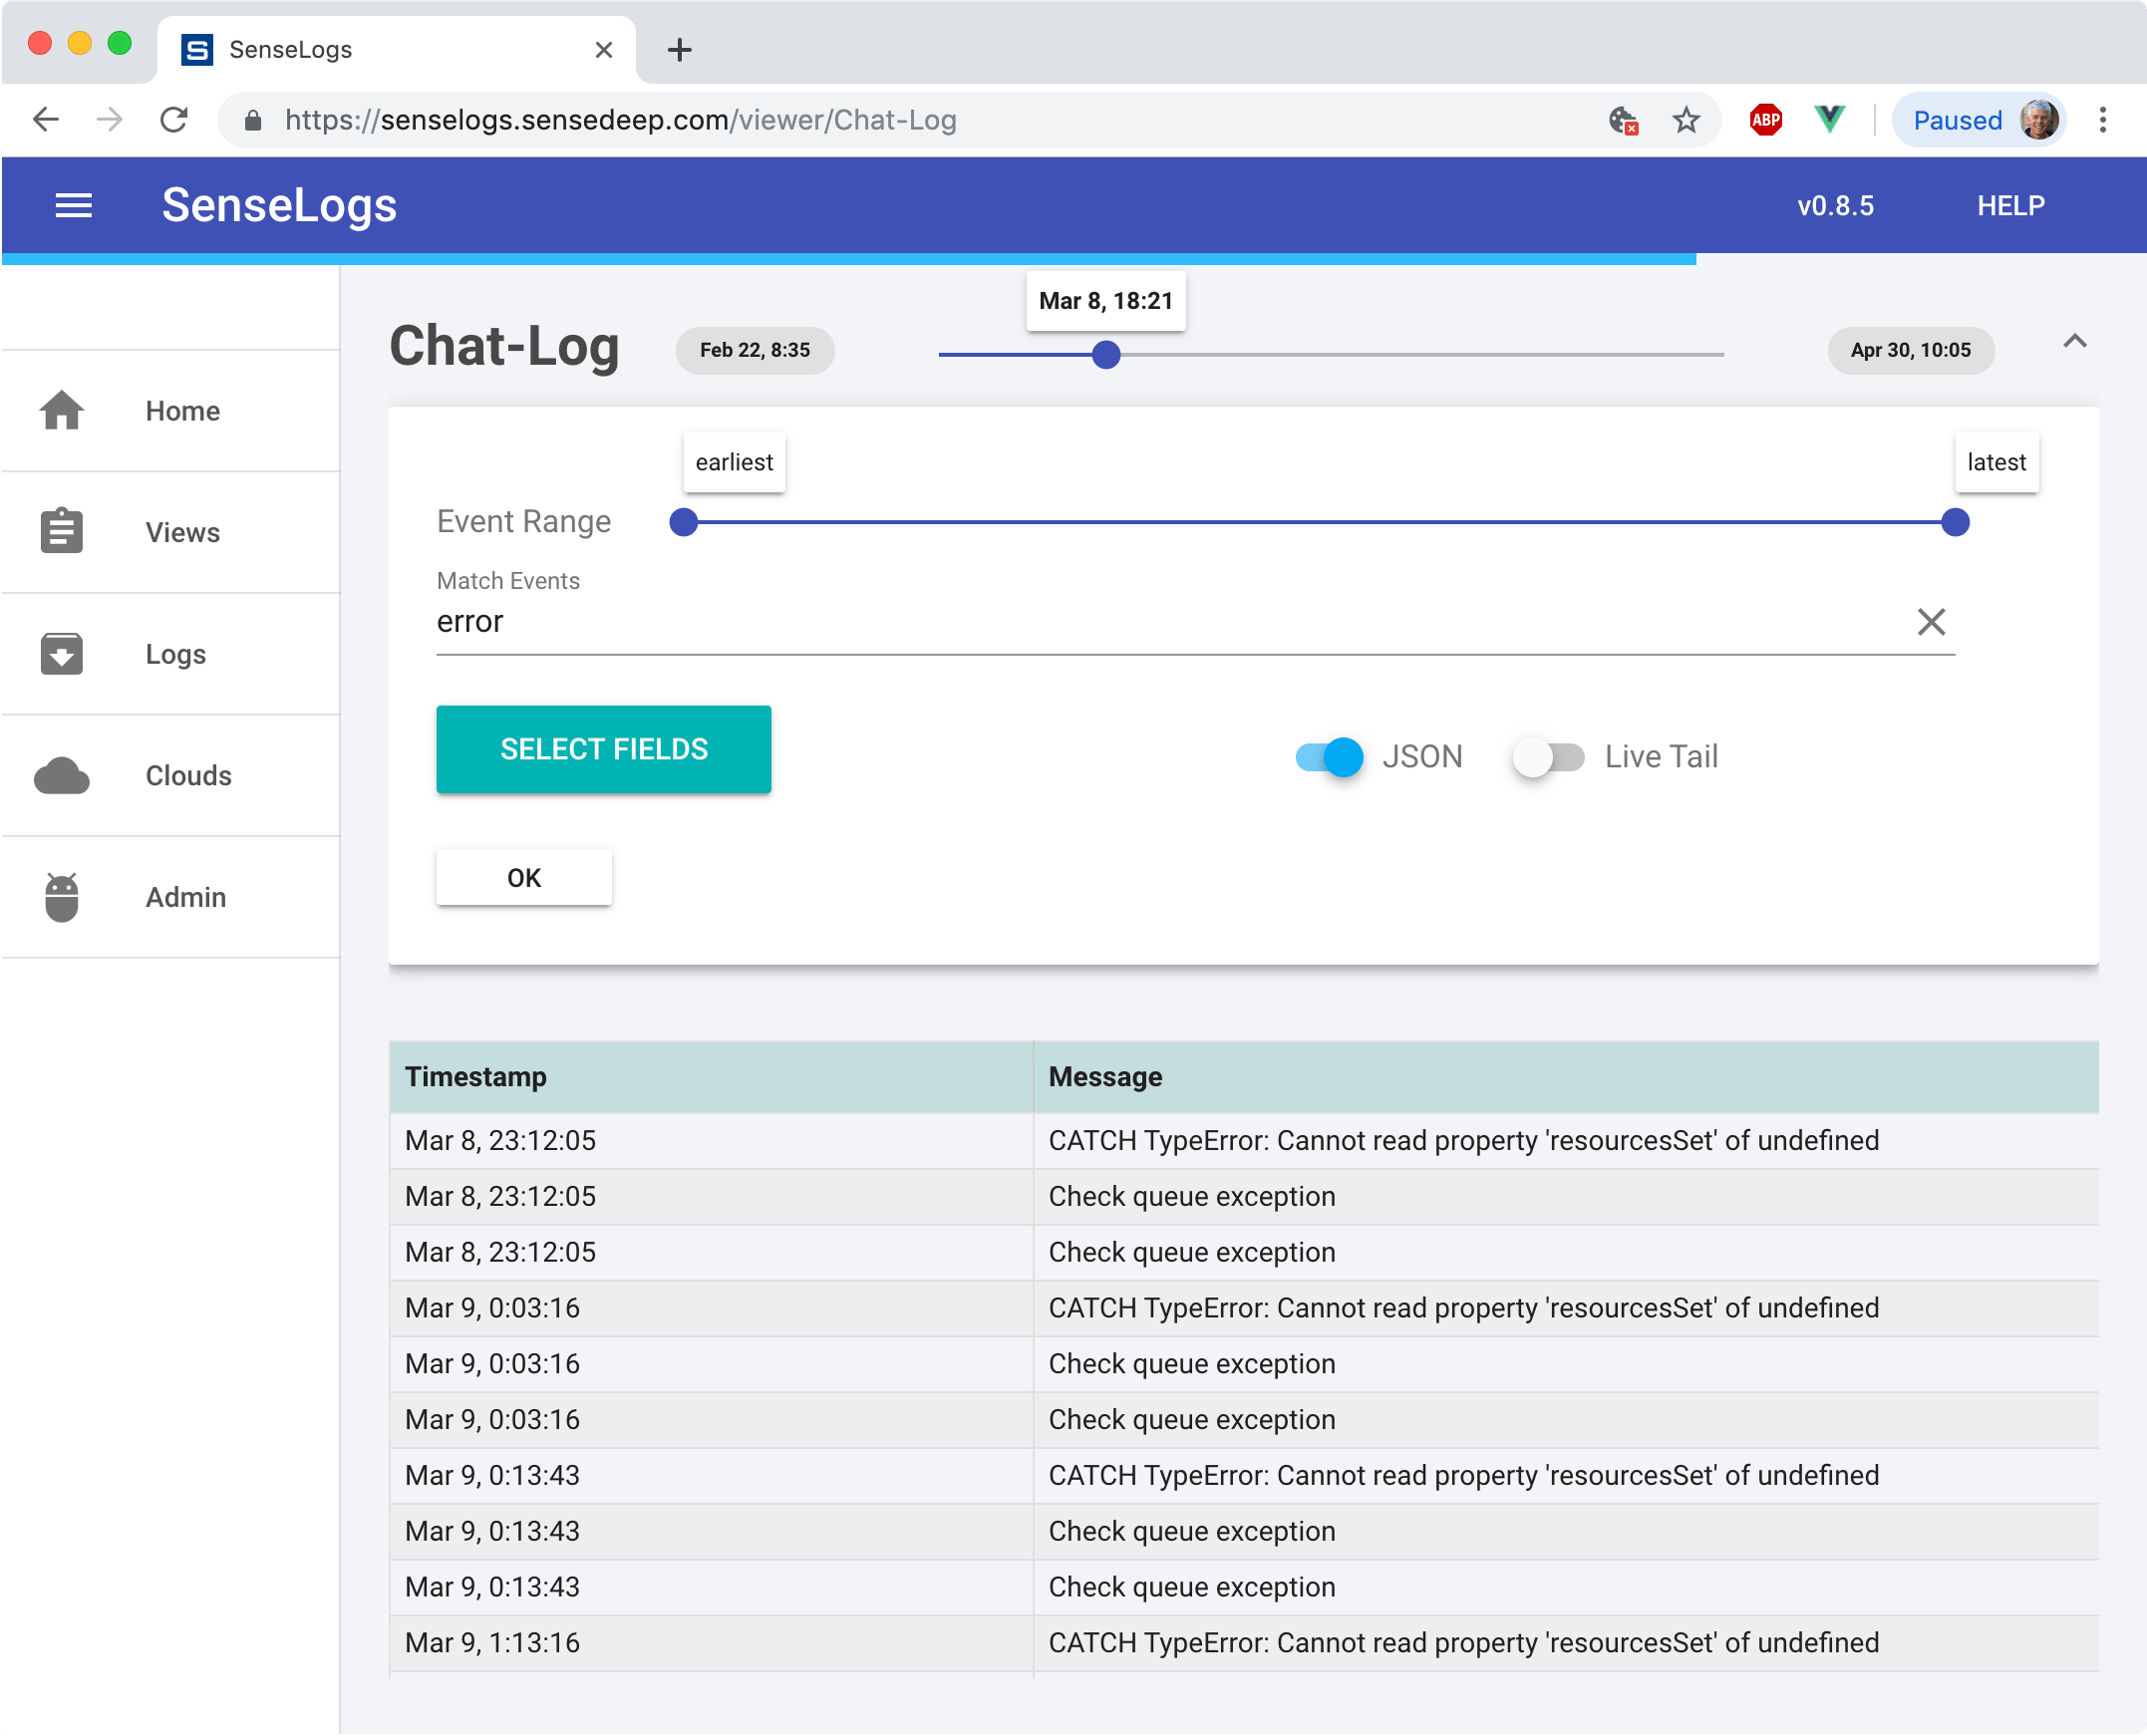 SenseLogs
https://senselogs.sensedeep.com/viewer/Chat-Log
ABP
Paused
SenseLogs
v0.8.5
HELP
Mar 8, 18:21
Chat-Log
Feb 22, 8:35
Apr 30, 10:05
Home
Views
Logs
Clouds
Admin
earliest
latest
Event Range
Match Events
error
SELECT FIELDS
JSON
Live Tail
OK
Timestamp Message
Mar 8, 23:12:05 CATCH TypeError: Cannot read property 'resourcesSet' of undefined
Mar 8, 23:12:05 Check queue exception
Mar 8, 23:12:05 Check queue exception
Mar 9, 0:03:16 CATCH TypeError: Cannot read property 'resourcesSet' of undefined
Mar 9, 0:03:16 Check queue exception
Mar 9, 0:03:16 Check queue exception
Mar 9, 0:13:43 CATCH TypeError: Cannot read property 'resourcesSet' of undefined
Mar 9, 0:13:43 Check queue exception
Mar 9, 0:13:43 Check queue exception
Mar 9, 1:13:16 CATCH TypeError: Cannot read property 'resourcesSet' of undefined